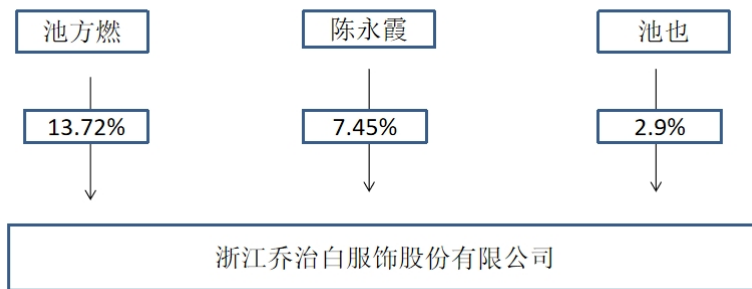 池方燃
陈永霞
池也
13.72%
7.45%
2.9%
浙江乔治白服饰股份有限公司